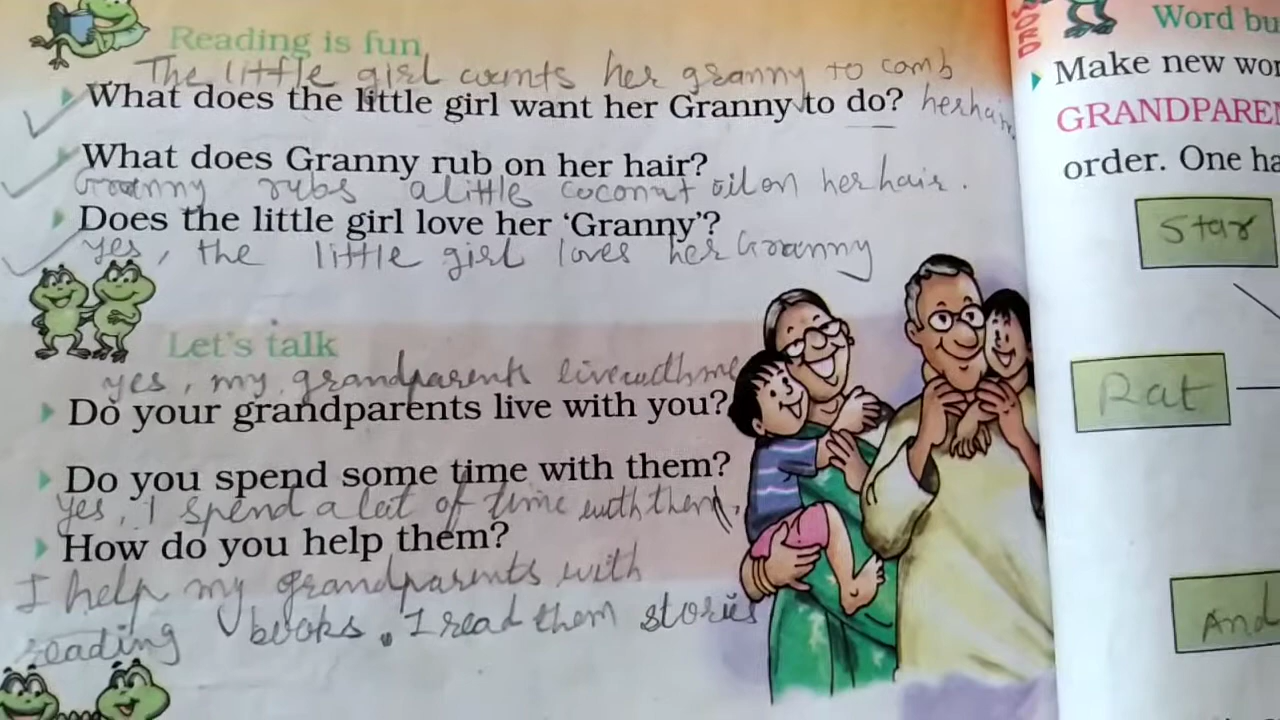 Reading is fun
The little girl wants her granny to comb
What does the little girl want her Granny to do? her hair
What does Granny rub on her hair?
Granny rubs a little coconut oil on her hair.
Does the little girl love her 'Granny'?
yes, the little girl loves her Granny
Let's talk
yes, my grandparents live with me
Do your grandparents live with you?
Do you spend some time with them?
yes, I spend a lot of time with them.
How do you help them?
I help my grandparents with
reading books. I read them stories
WORD
Word bu
Make new wor
GRANDPAREN
order. One ha
Star
Rat
And